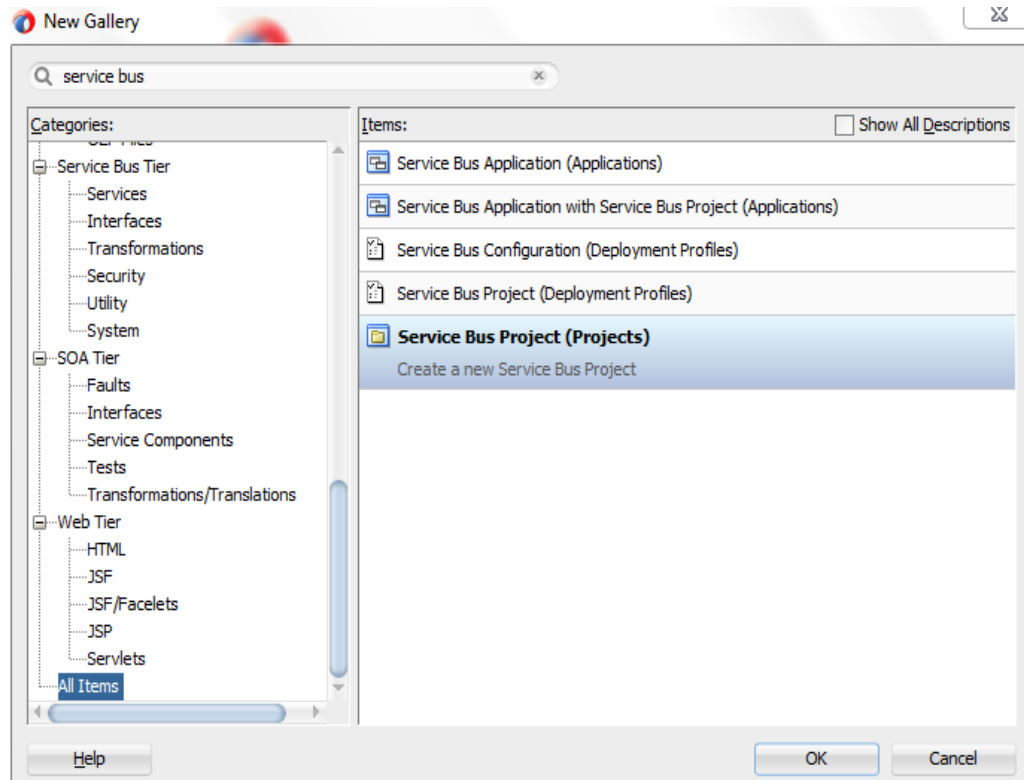 New Gallery
service bus
Categories:
Service Bus Tier
Services
Interfaces
Transformations
Security
Utility
System
SOA Tier
Faults
Interfaces
Service Components
Tests
Transformations/Translations
Web Tier
HTML
JSF
JSF/Facelets
JSP
Servlets
All Items
Items:
Show All Descriptions
Service Bus Application (Applications)
Service Bus Application with Service Bus Project (Applications)
Service Bus Configuration (Deployment Profiles)
Service Bus Project (Deployment Profiles)
Service Bus Project (Projects)
Create a new Service Bus Project
Help
OK
Cancel